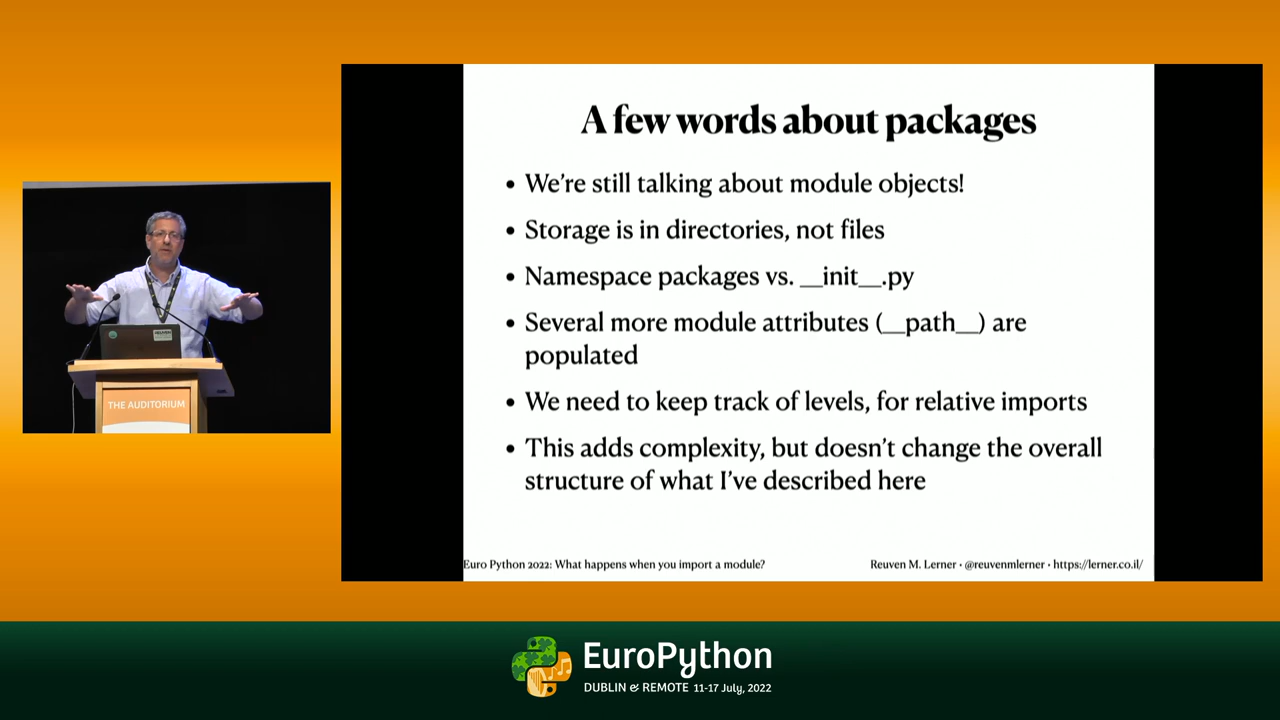 A few words about packages
• We're still talking about module objects!
• Storage is in directories, not files
• Namespace packages vs. __init__.py
• Several more module attributes (__path__) are
populated
• We need to keep track of levels, for relative imports
• This adds complexity, but doesn't change the overall
structure of what I've described here
Euro Python 2022: What happens when you import a module?
Reuven M. Lerner • @reuvenmlerner • https://lerner.co.il/
THE AUDITORIUM
EuroPython
DUBLIN & REMOTE 11-17 July, 2022